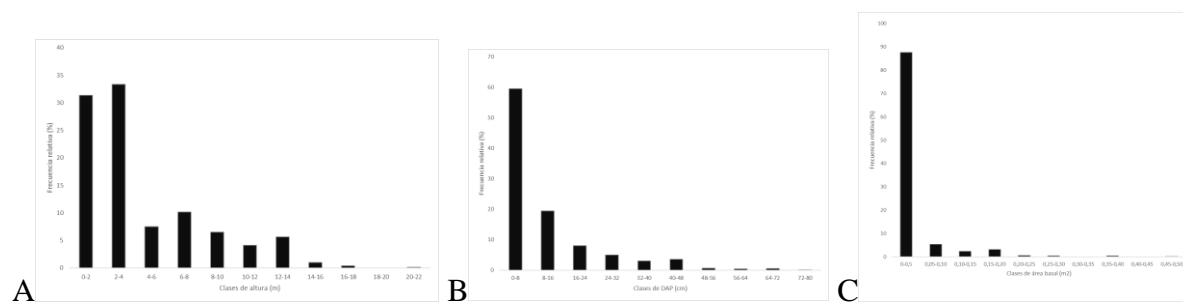 40
35
30
25
20
15
10
5
0
Frecuencia relativa (%)
0-2 2-4 4-6 6-8 8-10 10-12 12-14 14-16 16-18 18-20 20-22
Clases de altura (m)
A
70
60
50
40
30
20
10
0
Frecuencia relativa (%)
0-8 8-16 16-24 24-32 32-40 40-48 48-56 56-64 64-72 72-80
Clases de DAP (cm)
B
100
90
80
70
60
50
40
30
20
10
0
Frecuencia relativa (%)
0-0,5 0,05-0,10 0,10-0,15 0,15-0,20 0,20-0,25 0,25-0,30 0,30-0,35 0,35-0,40 0,40-0,45 0,45-0,50
Clases de área basal (m2)
C